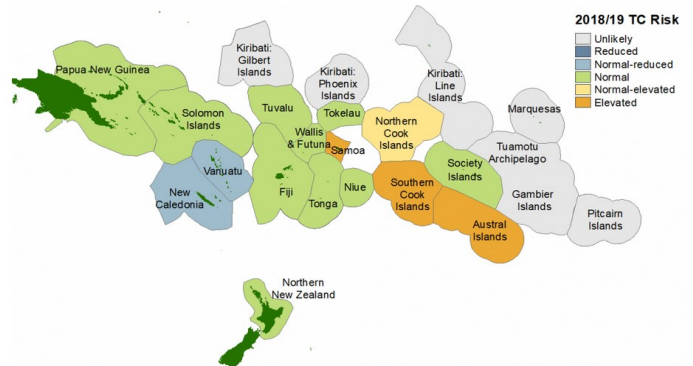 2018/19 TC Risk
Unlikely
Reduced
Normal-reduced
Normal
Normal-elevated
Elevated
Papua New Guinea
Solomon
Islands
Kiribati
Gilbert
Islands
Kiribati:
Phoenix
Islands
Kiribati:
Line
Islands
Marquesas
Tuvalu
Tokelau
Wallis
& Futuna
Samoa
Northern
Cook
Islands
Tuamotu
Archipelago
Society
Islands
Vanuatu
New
Caledonia
Fiji
Tonga
Niue
Southern
Cook
Islands
Austral
Islands
Gambier
Islands
Pitcairn
Islands
Northern
New Zealand